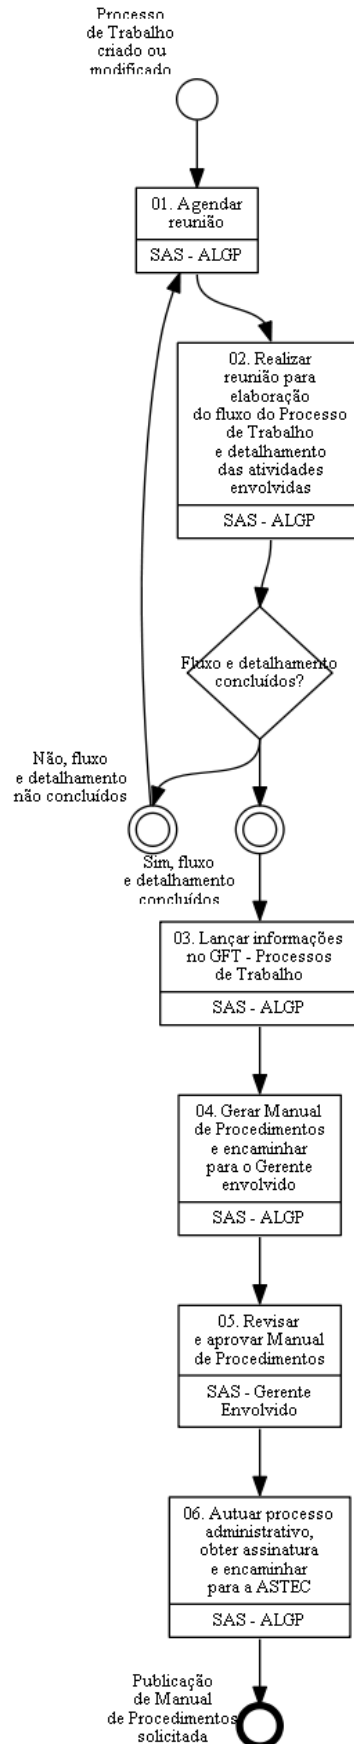 Processo
de Trabalho
criado ou
modificado
01. Agendar
reunião
SAS - ALGP
02. Realizar
reunião para
elaboração
do fluxo do Processo
de Trabalho
e detalhamento
das atividades
envolvidas
SAS - ALGP
Fluxo e detalhamento
concluídos?
Não, fluxo
e detalhamento
não concluídos
Sim, fluxo
e detalhamento
concluídos
03. Lançar informações
no GFT - Processos
de Trabalho
SAS - ALGP
04. Gerar Manual
de Procedimentos
e encaminhar
para o Gerente
envolvido
SAS - ALGP
05. Revisar
e aprovar Manual
de Procedimentos
SAS - Gerente
Envolvido
06. Autuar processo
administrativo,
obter assinatura
e encaminhar
para a ASTEC
SAS - ALGP
Publicação
de Manual
de Procedimentos
solicitada